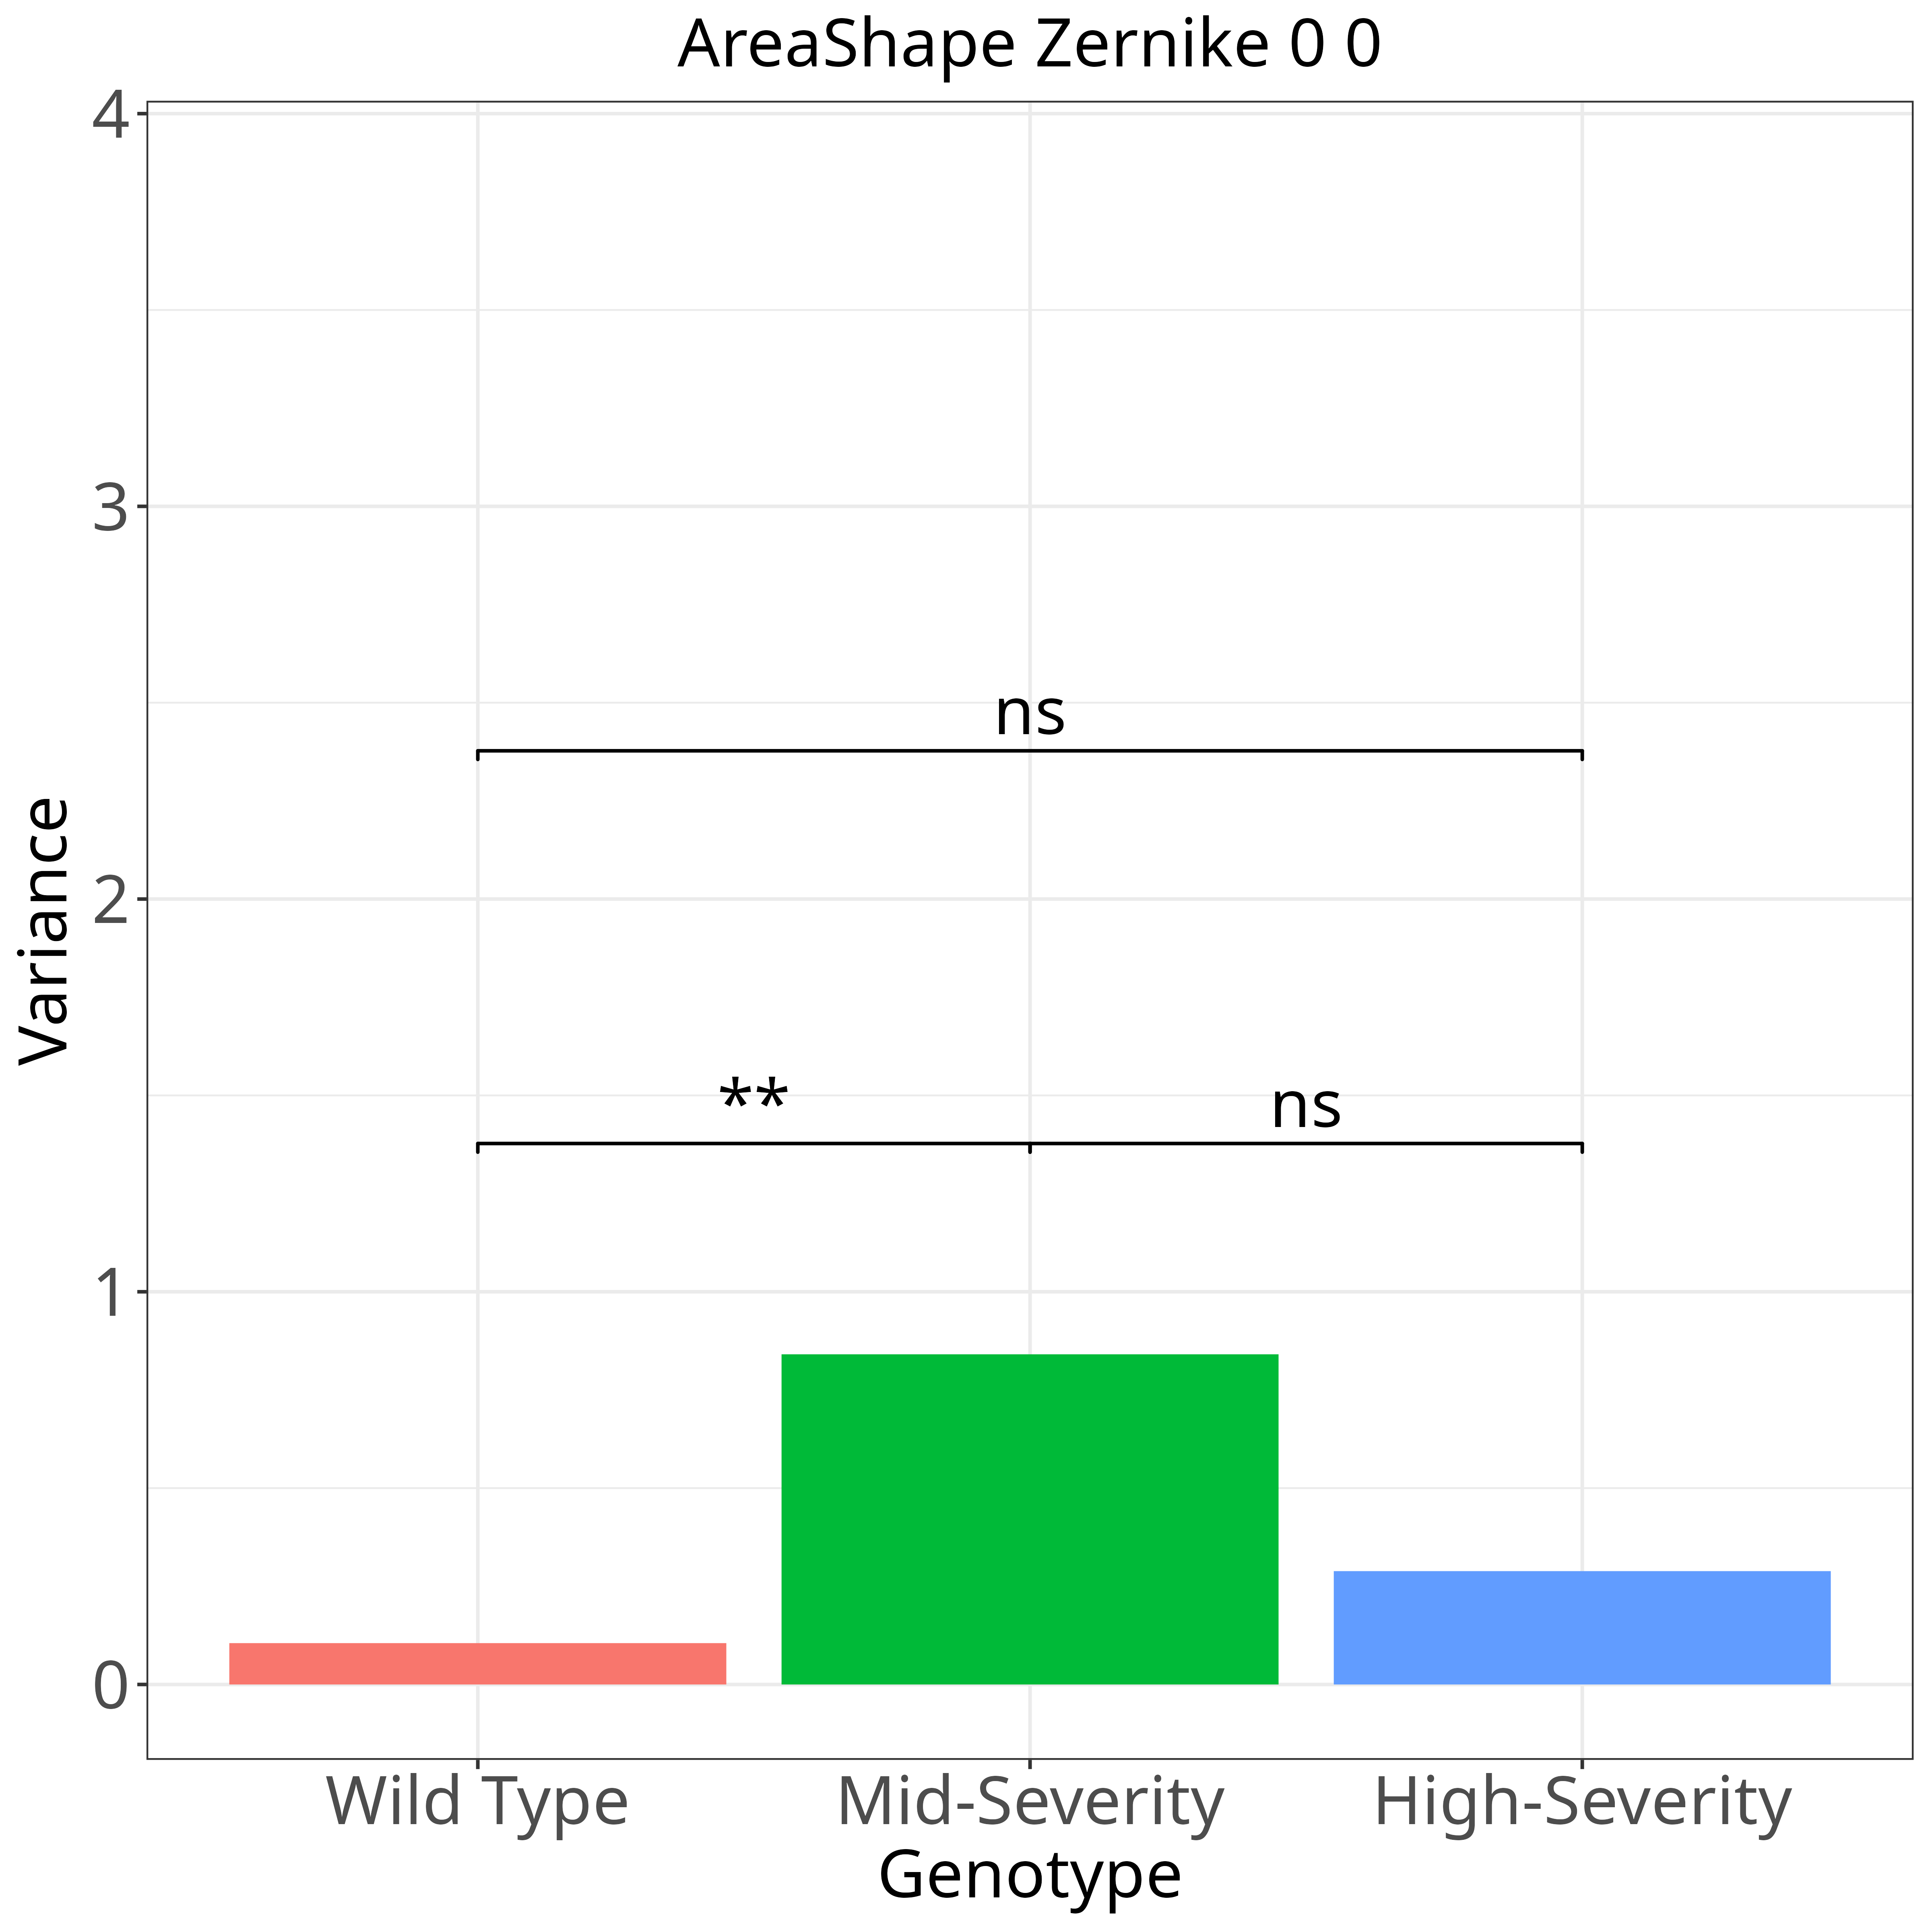 AreaShape Zernike 0 0
Variance
4
3
2
1
0
ns
**
ns
Wild Type
Mid-Severity
High-Severity
Genotype